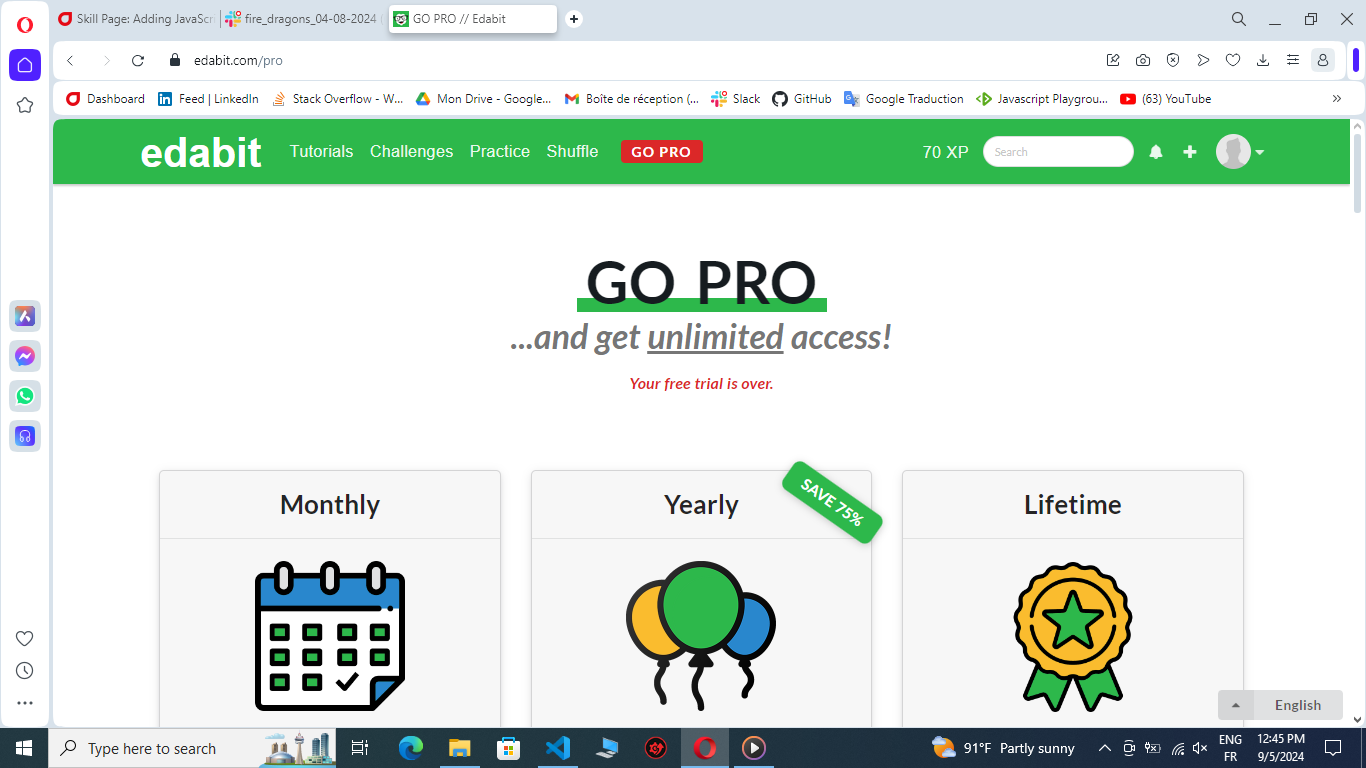 Skill Page: Adding JavaSc
fire_dragons_04-08-2024
GO PRO // Edabit
edabit.com/pro
Dashboard
Feed | LinkedIn
Stack Overflow - W...
Mon Drive - Google...
Boîte de réception (...
Slack
GitHub
Google Traduction
Javascript Playgrou...
(63) YouTube
edabit
Tutorials
Challenges
Practice
Shuffle
GO PRO
70 XP
Search
GO PRO
...and get unlimited access!
Your free trial is over.
Monthly
Yearly
SAVE 75%
Lifetime
English
Type here to search
91°F Partly sunny
ENG
FR
12:45 PM
9/5/2024